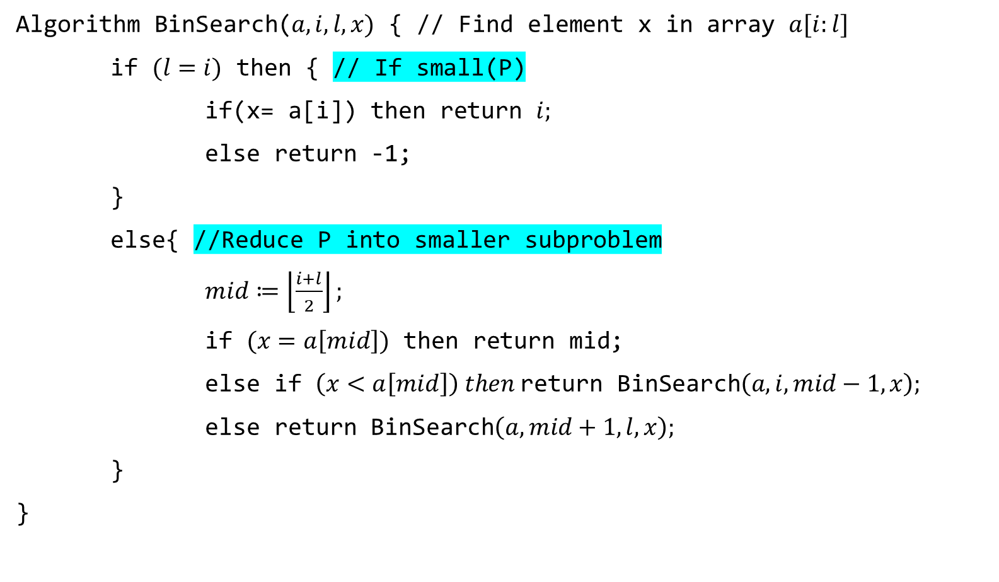 Algorithm BinSearch(a, i, l, x) { // Find element x in array a[i: l]
if (l = i) then { // If small(P)
if(x= a[i]) then return i;
else return -1;
}
else{ //Reduce P into smaller subproblem
mid ≔ ⌊(i+l)/2⌋;
if (x = a[mid]) then return mid;
else if (x < a[mid]) then return BinSearch(a, i, mid − 1, x);
else return BinSearch(a, mid + 1, l, x);
}
}